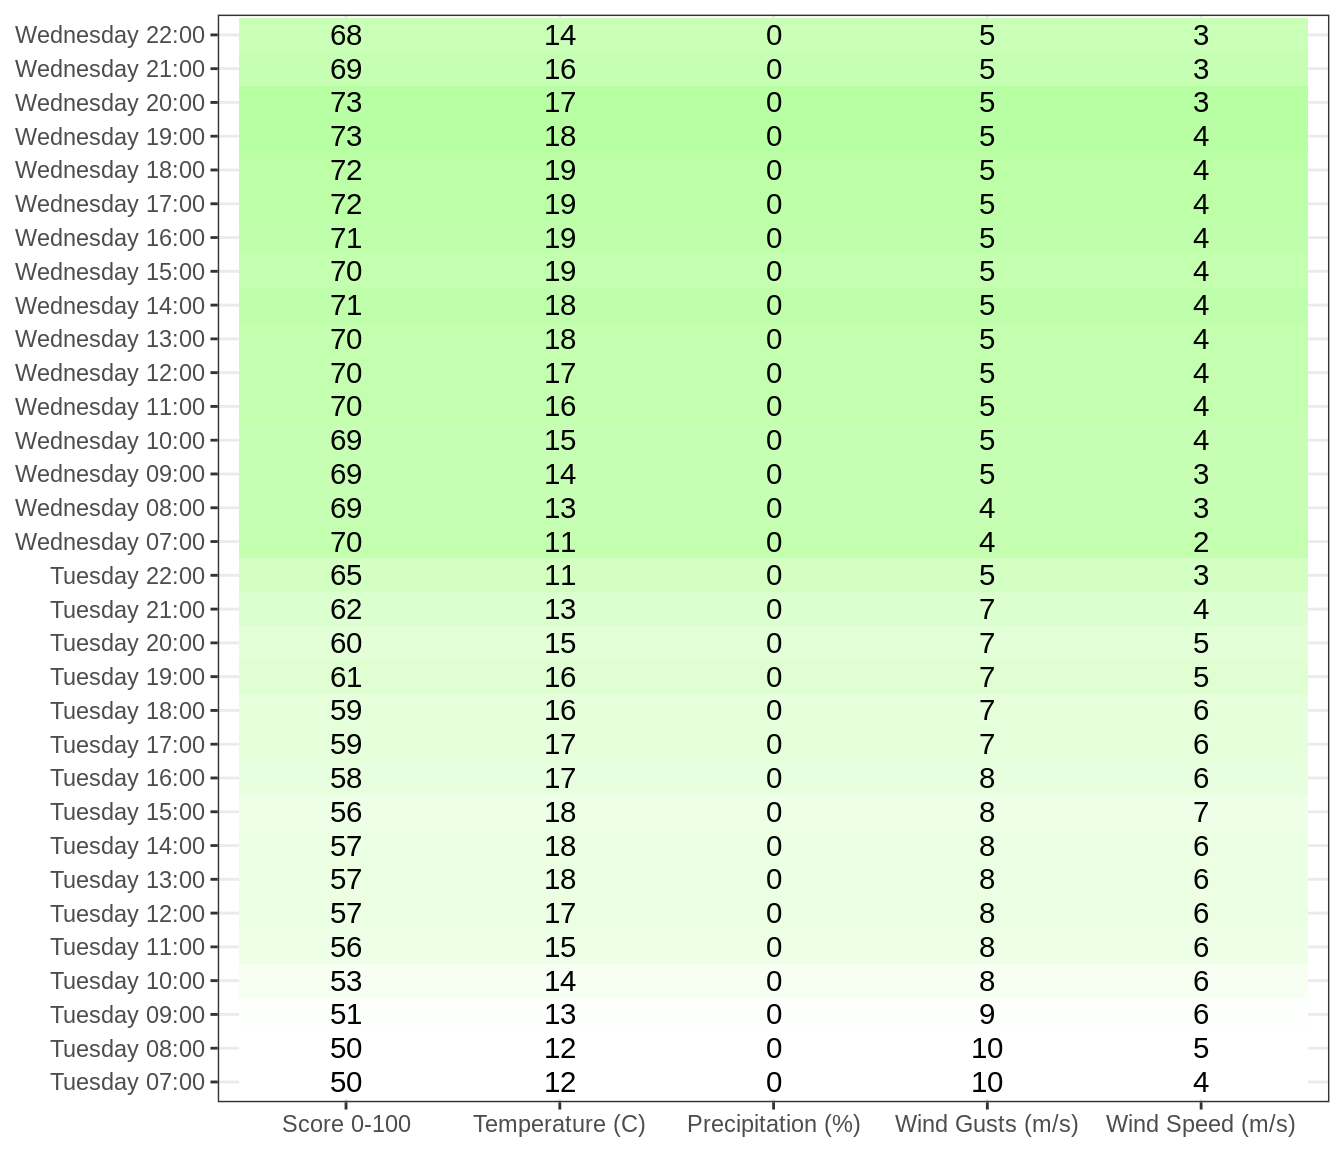 Wednesday 22:00 68 14 0 5 3
Wednesday 21:00 69 16 0 5 3
Wednesday 20:00 73 17 0 5 3
Wednesday 19:00 73 18 0 5 4
Wednesday 18:00 72 19 0 5 4
Wednesday 17:00 72 19 0 5 4
Wednesday 16:00 71 19 0 5 4
Wednesday 15:00 70 19 0 5 4
Wednesday 14:00 71 18 0 5 4
Wednesday 13:00 70 18 0 5 4
Wednesday 12:00 70 17 0 5 4
Wednesday 11:00 70 16 0 5 4
Wednesday 10:00 69 15 0 5 4
Wednesday 09:00 69 14 0 5 3
Wednesday 08:00 69 13 0 4 3
Wednesday 07:00 70 11 0 4 2
Tuesday 22:00 65 11 0 5 3
Tuesday 21:00 62 13 0 7 4
Tuesday 20:00 60 15 0 7 5
Tuesday 19:00 61 16 0 7 5
Tuesday 18:00 59 16 0 7 6
Tuesday 17:00 59 17 0 7 6
Tuesday 16:00 58 17 0 8 6
Tuesday 15:00 56 18 0 8 7
Tuesday 14:00 57 18 0 8 6
Tuesday 13:00 57 18 0 8 6
Tuesday 12:00 57 17 0 8 6
Tuesday 11:00 56 15 0 8 6
Tuesday 10:00 53 14 0 8 6
Tuesday 09:00 51 13 0 9 6
Tuesday 08:00 50 12 0 10 5
Tuesday 07:00 50 12 0 10 4
Score 0-100 Temperature (C) Precipitation (%) Wind Gusts (m/s) Wind Speed (m/s)